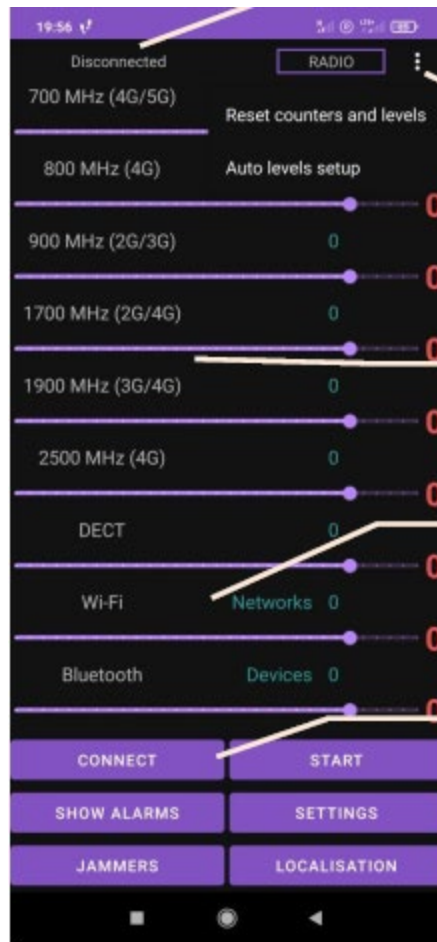 19:56
Disconnected RADIO
700 MHz (4G/5G)
Reset counters and levels
800 MHz (4G) Auto levels setup
900 MHz (2G/3G) 0
1700 MHz (2G/4G) 0
1900 MHz (3G/4G) 0
2500 MHz (4G) 0
DECT 0
Wi-Fi Networks 0
Bluetooth Devices 0
CONNECT START
SHOW ALARMS SETTINGS
JAMMERS LOCALISATION